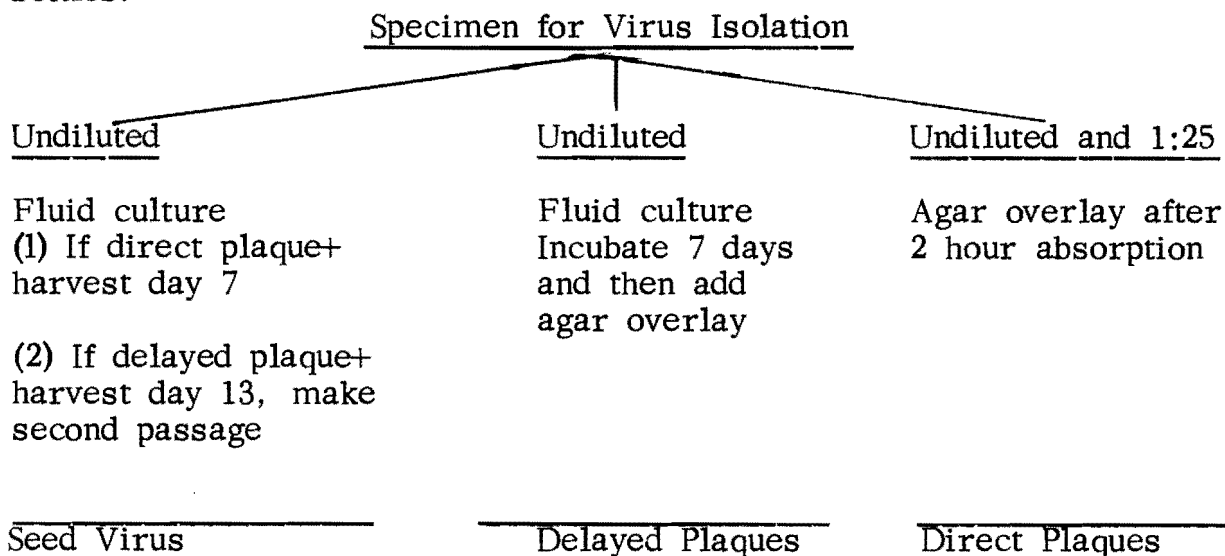 Specimen for Virus Isolation
Undiluted
Fluid culture
(1) If direct plaque+
harvest day 7
(2) If delayed plaque+
harvest day 13, make
second passage
Seed Virus
Undiluted
Fluid culture
Incubate 7 days
and then add
agar overlay
Delayed Plaques
Undiluted and 1:25
Agar overlay after
2 hour absorption
Direct Plaques